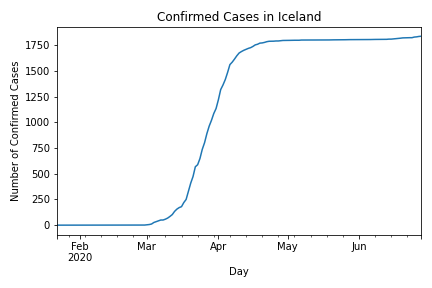 Confirmed Cases in Iceland
Number of Confirmed Cases
1750
1500
1250
1000
750
500
250
0
Feb Mar Apr May Jun
2020
Day